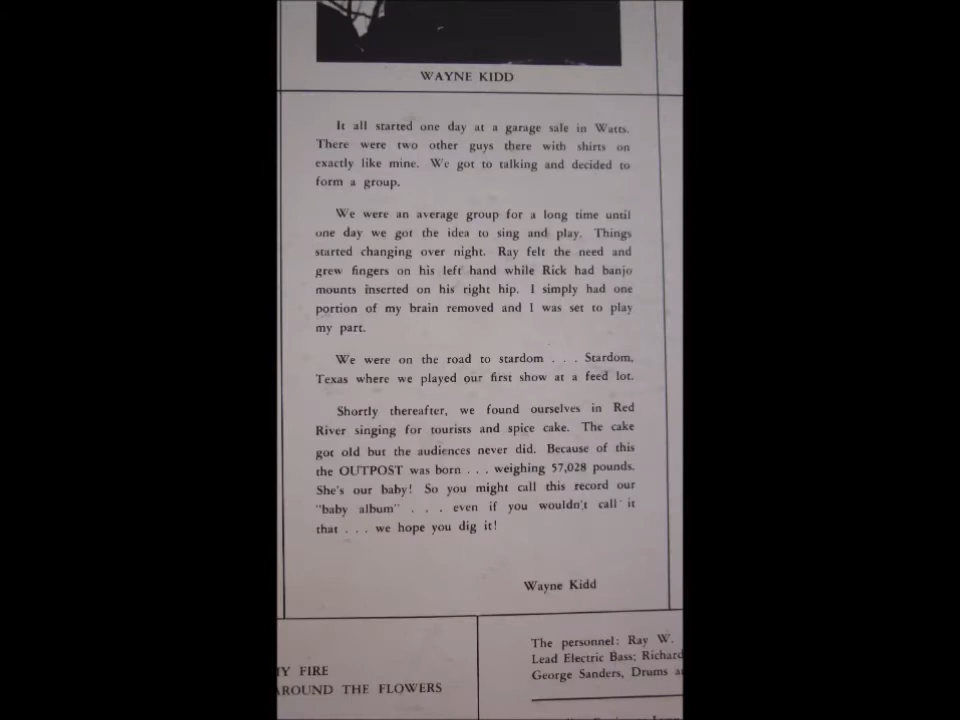 WAYNE KIDD
It all started one day at a garage sale in Watts.
There were two other guys there with shirts on
exactly like mine. We got to talking and decided to
form a group.
We were an average group for a long time until
one day we got the idea to sing and play. Things
started changing over night. Ray felt the need and
grew fingers on his left hand while Rick had banjo
mounts inserted on his right hip. I simply had one
portion of my brain removed and I was set to play
my part.
We were on the road to stardom . . . Stardom,
Texas where we played our first show at a feed lot.
Shortly thereafter, we found ourselves in Red
River singing for tourists and spice cake. The cake
got old but the audiences never did. Because of this
the OUTPOST was born . . . weighing 57,028 pounds.
She's our baby! So you might call this record our
"baby album" . . . even if you wouldn't call it
that . . . we hope you dig it!
Wayne Kidd
FIRE
AROUND THE FLOWERS
The personnel: Ray W.
Lead Electric Bass; Richard
George Sanders, Drums